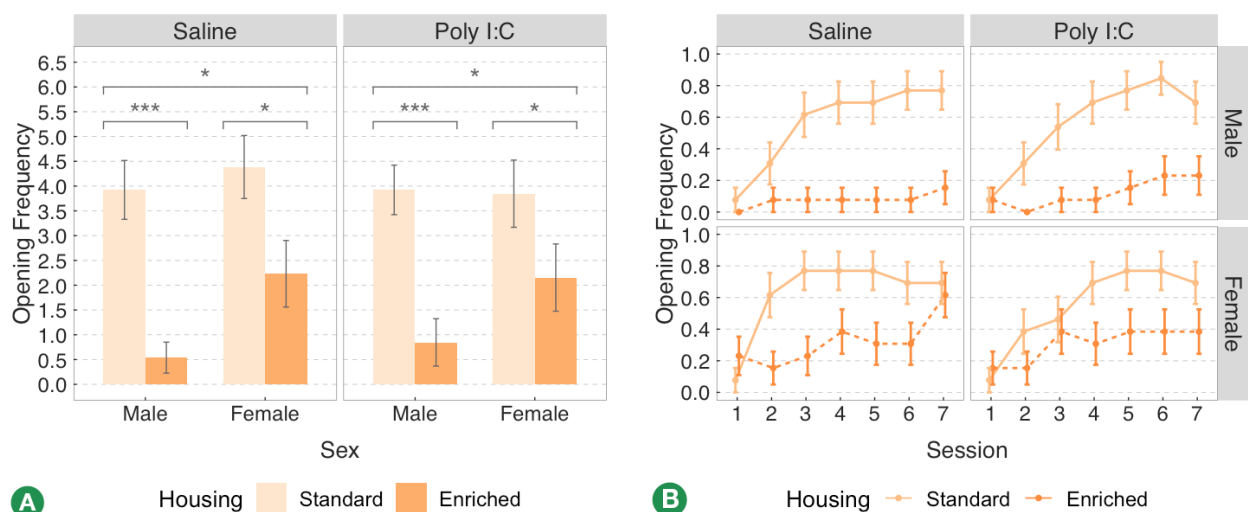 Saline Poly I:C
Opening Frequency
6.5
6.0
5.5
5.0
4.5
4.0
3.5
3.0
2.5
2.0
1.5
1.0
0.5
0.0
* *
*** * *** *
Male Female Male Female
Sex
A Housing Standard Enriched
Saline Poly I:C
Opening Frequency
1.0
0.8
0.6
0.4
0.2
0.0
Male
1.0
0.8
0.6
0.4
0.2
0.0
Female
1 2 3 4 5 6 7 1 2 3 4 5 6 7
Session
B Housing Standard Enriched